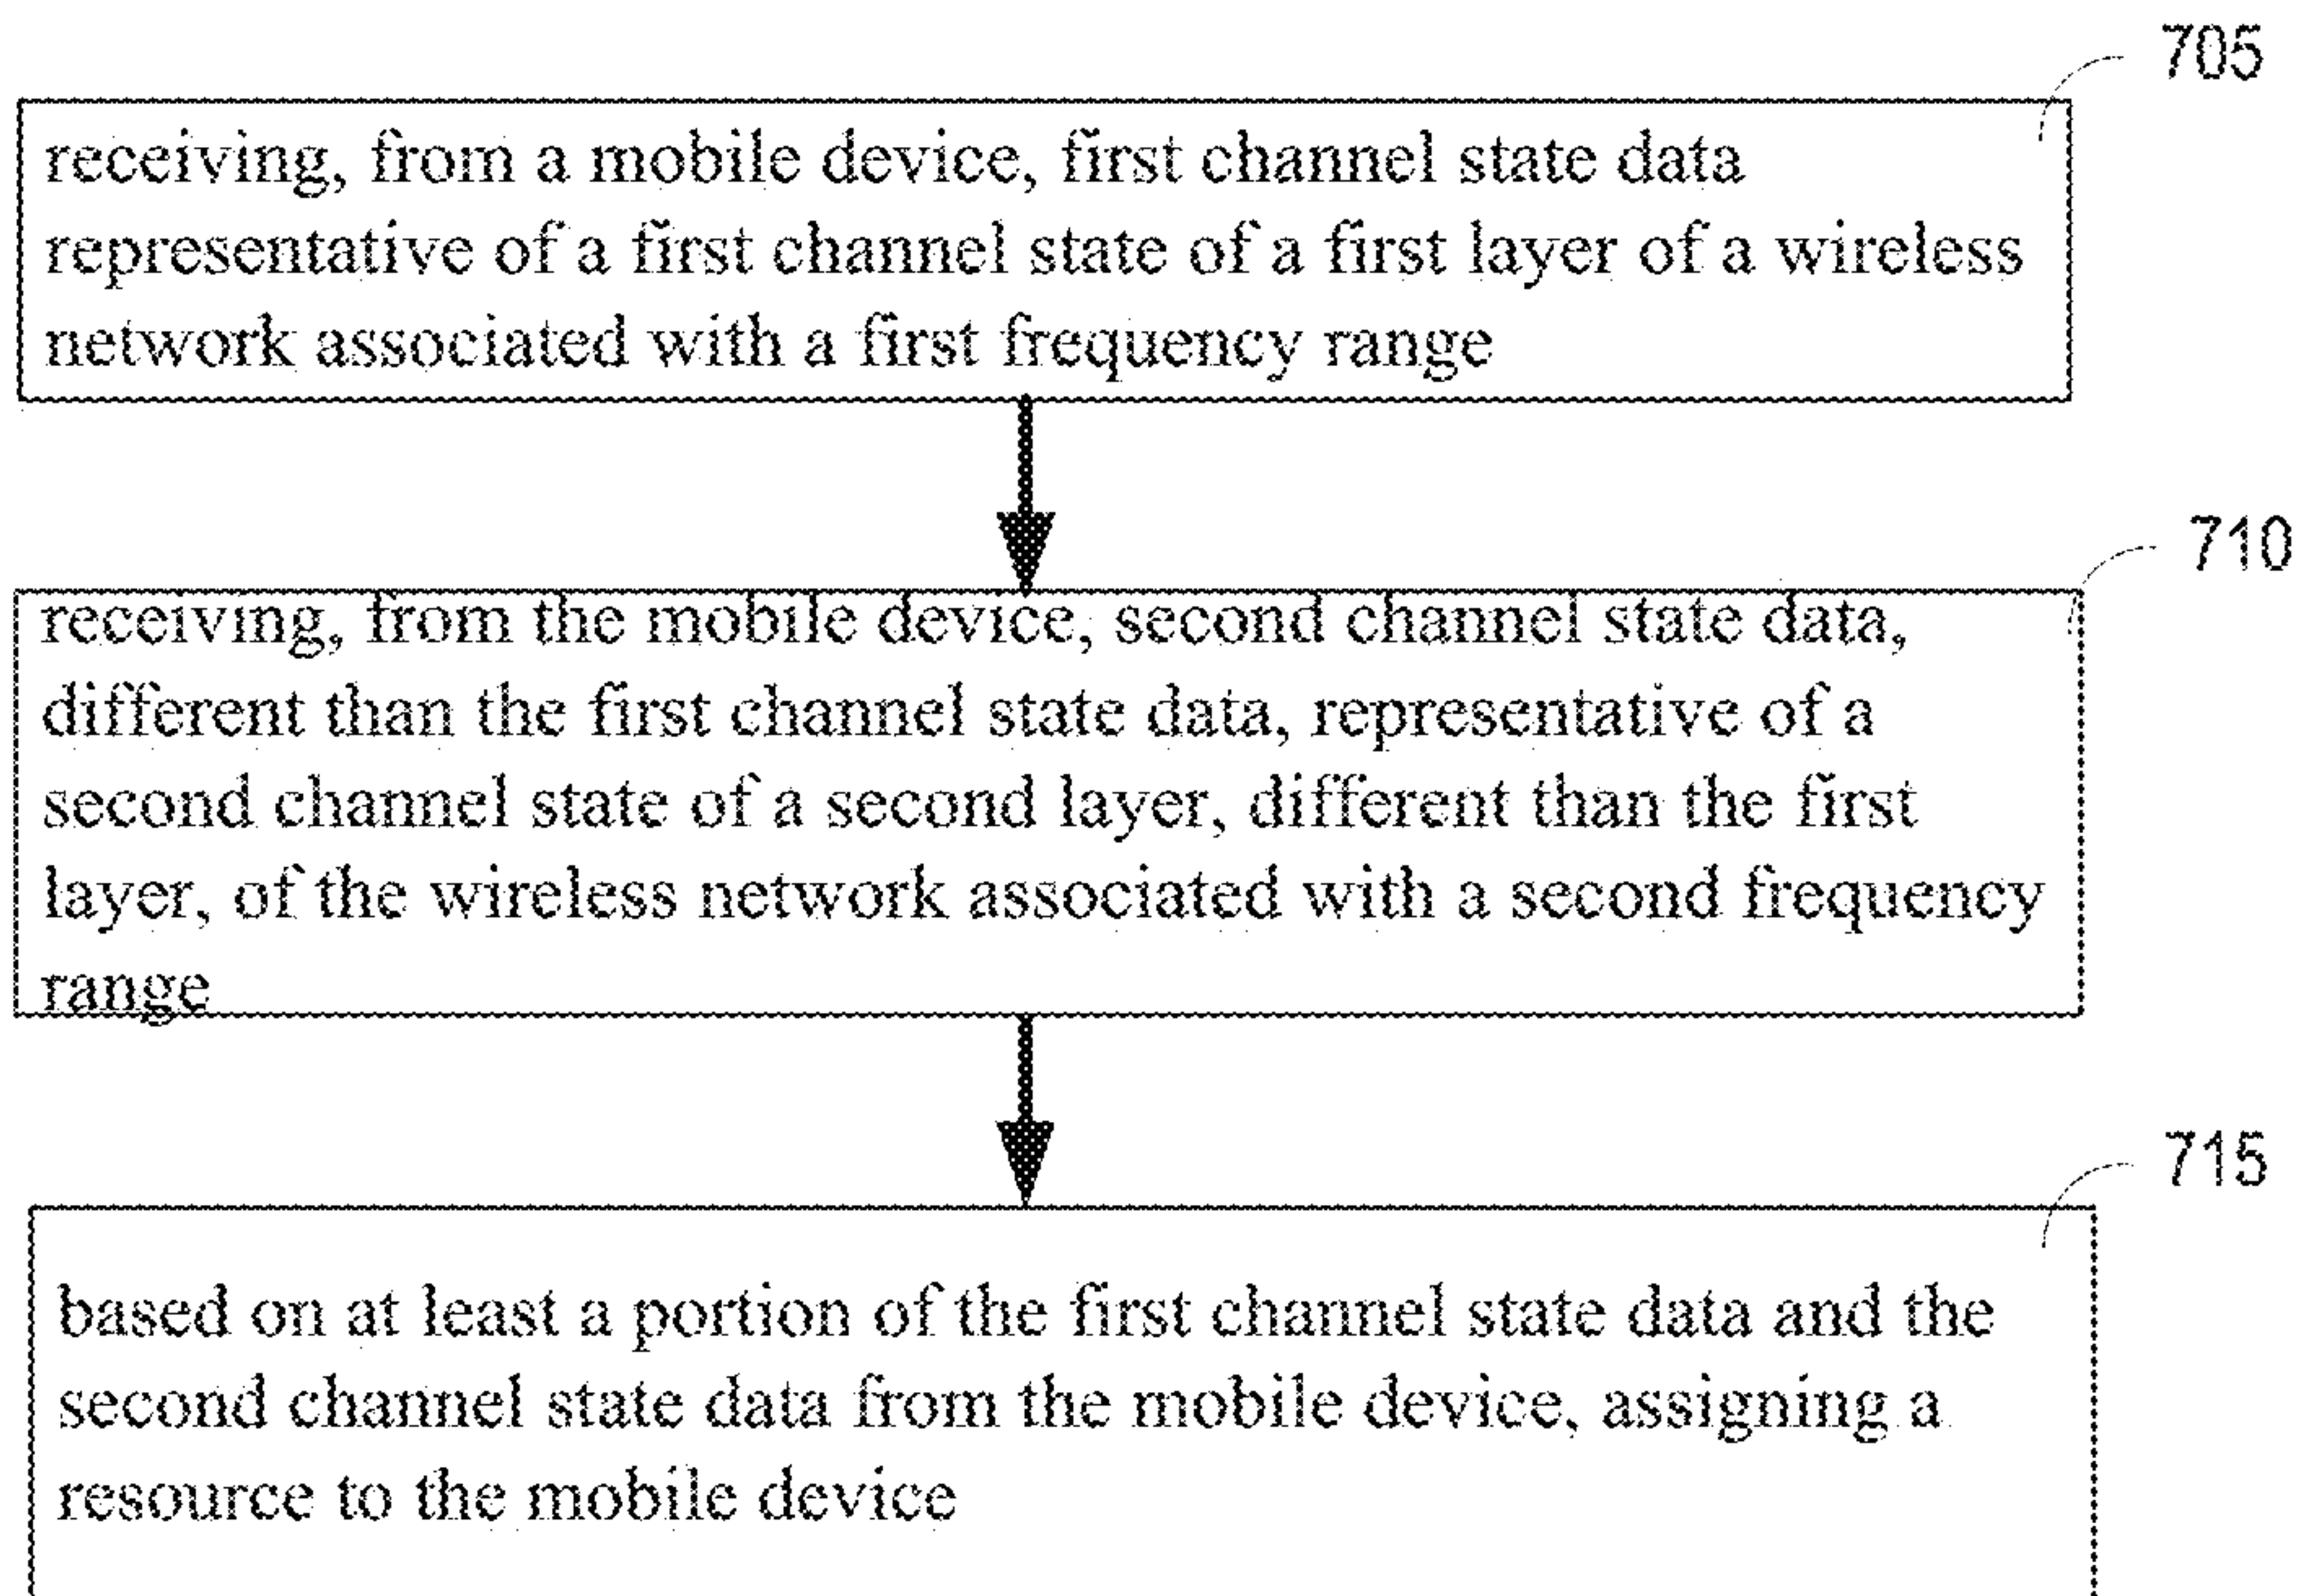 705
receiving, from a mobile device, first channel state data
representative of a first channel state of a first layer of a wireless
network associated with a first frequency range
710
receiving, from the mobile device, second channel state data,
different than the first channel state data, representative of a
second channel state of a second layer, different than the first
layer, of the wireless network associated with a second frequency
range
715
based on at least a portion of the first channel state data and the
second channel state data from the mobile device, assigning a
resource to the mobile device